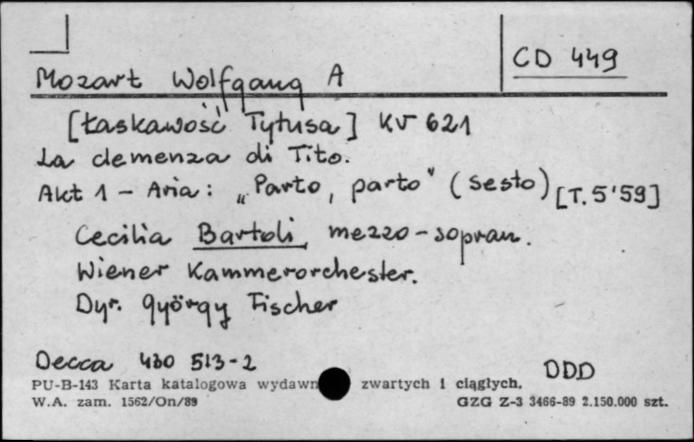 CD 449
Mozart Wolfgang A
[Łaskawość Tytusa] KV 621
La clemenza di Tito.
Akt 1 - Aria: „Parto, parto" (Sesto) [T. 5'59]
Cecilia Bartoli, mezzo-sopran.
Wiener Kammerorchester.
Dyr. György Fischer
Decca 430 513-2 DDD
PU-B-143 Karta katalogowa wydawn zwartych i ciągłych.
W.A. zam. 1562/On/89 GZG Z-3 3466-89 2.150.000 szt.